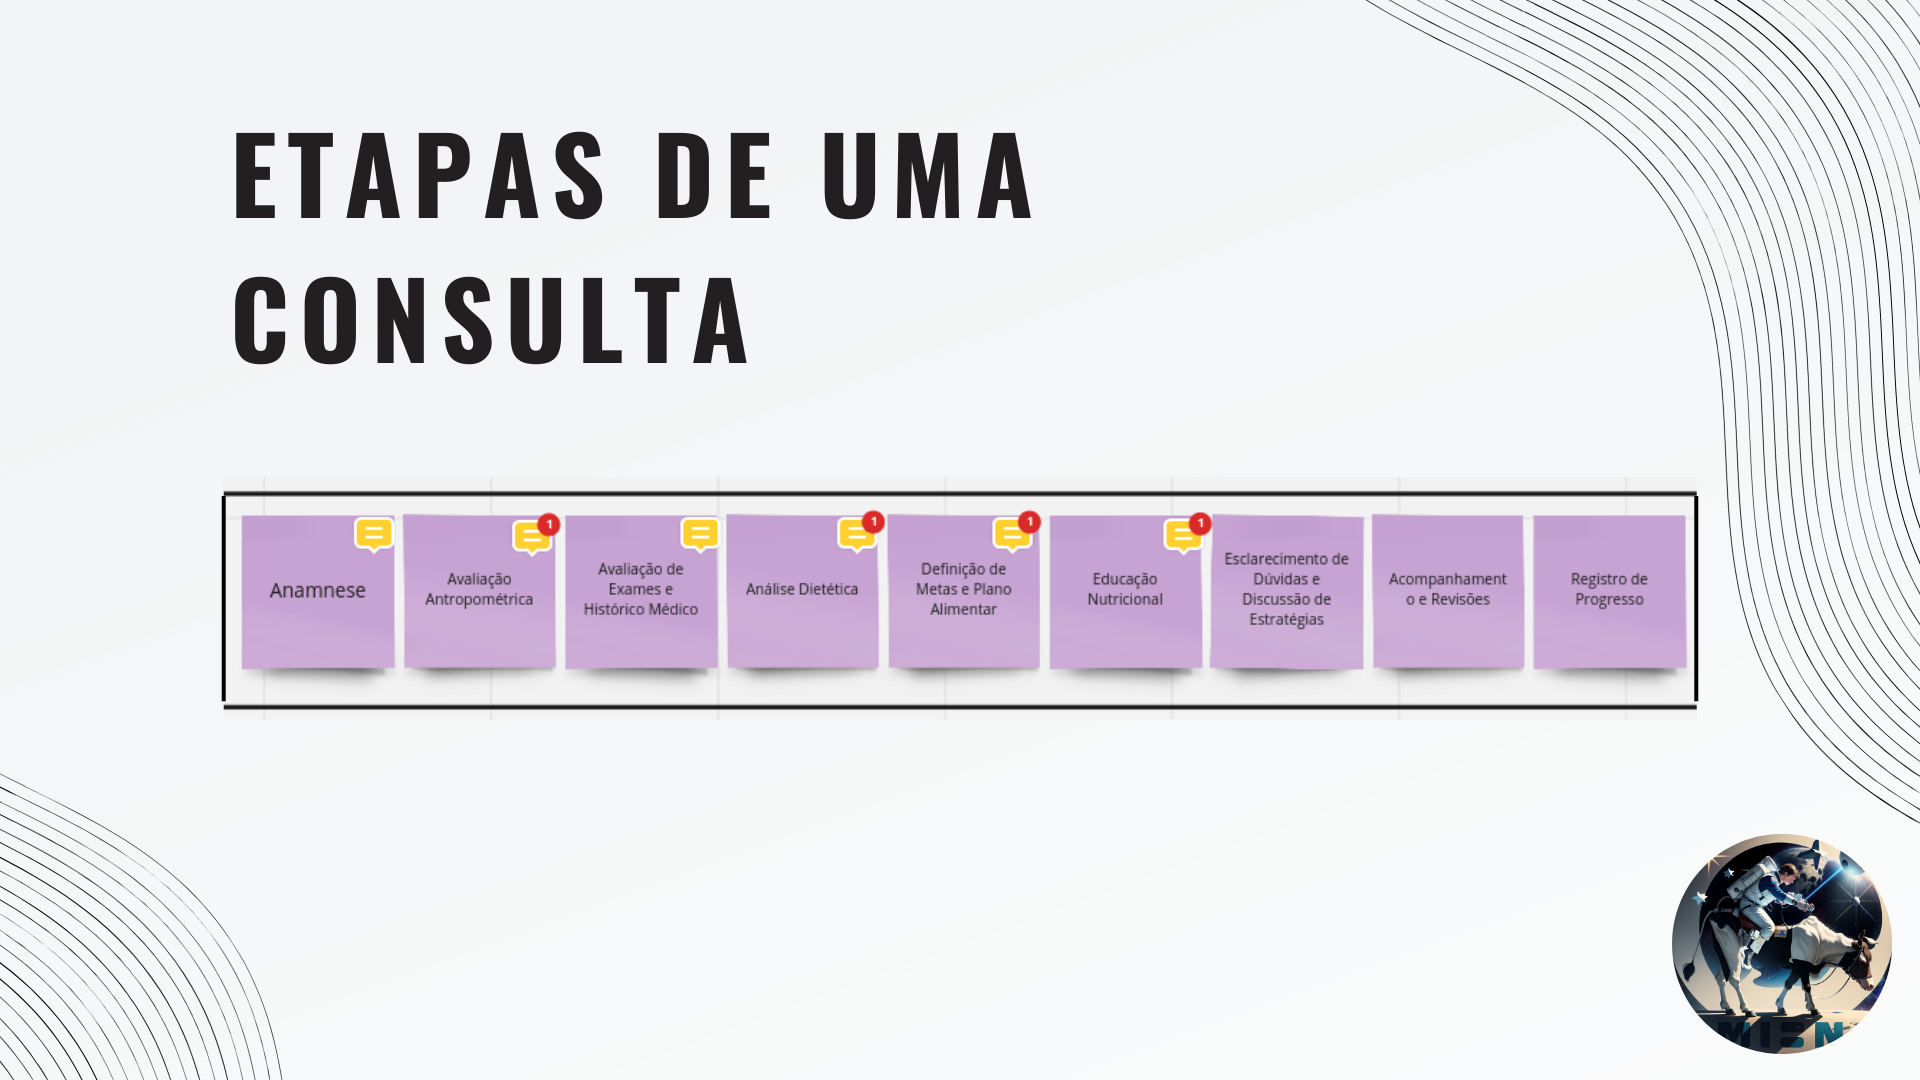 ETAPAS DE UMA
CONSULTA
Anamnese
1
Avaliação
Antropométrica
Avaliação de
Exames e
Histórico Médico
1
Análise Dietética
1
Definição de
Metas e Plano
Alimentar
1
Educação
Nutricional
Esclarecimento de
Dúvidas e
Discussão de
Estratégias
Acompanhament
o e Revisões
Registro de
Progresso